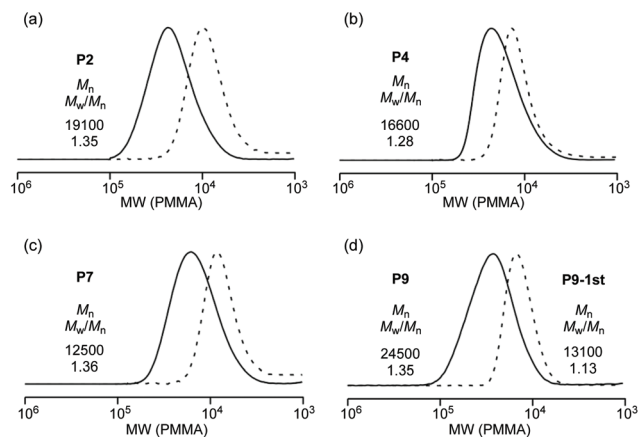 (a)
P2
Mn
Mw/Mn
19100
1.35
10^6
10^5
10^4
10^3
MW (PMMA)
(b)
P4
Mn
Mw/Mn
16600
1.28
10^6
10^5
10^4
10^3
MW (PMMA)
(c)
P7
Mn
Mw/Mn
12500
1.36
10^6
10^5
10^4
10^3
MW (PMMA)
(d)
P9
Mn
Mw/Mn
24500
1.35
P9-1st
Mn
Mw/Mn
13100
1.13
10^6
10^5
10^4
10^3
MW (PMMA)